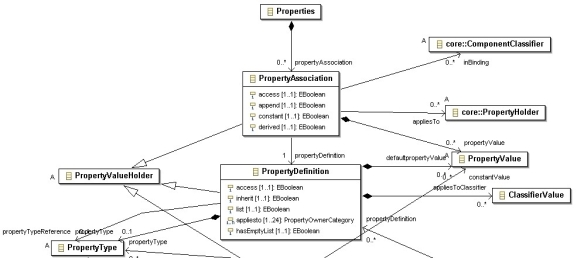 Properties
A
core::ComponentClassifier
0..* propertyAssociation
0..* inBinding
PropertyAssociation
access [1..1]: EBoolean
append [1..1]: EBoolean
constant [1..1]: EBoolean
derived [1..1]: EBoolean
A
core::PropertyHolder
appliesTo
0..* propertyValue
1 propertyDefinition
defaultpropertyValue
A
PropertyValue
A
PropertyValueHolder
PropertyDefinition
access [1..1]: EBoolean
inherit [1..1]: EBoolean
list [1..1]: EBoolean
appliesto [1..24]: PropertyOwnerCategory
hasEmptyList [1..1]: EBoolean
0..* constantValue
appliesToClassifier
ClassifierValue
0..*
propertyDefinition
0..*
propertyTypeReference
propertyType
0..1
A
PropertyType
propertyType